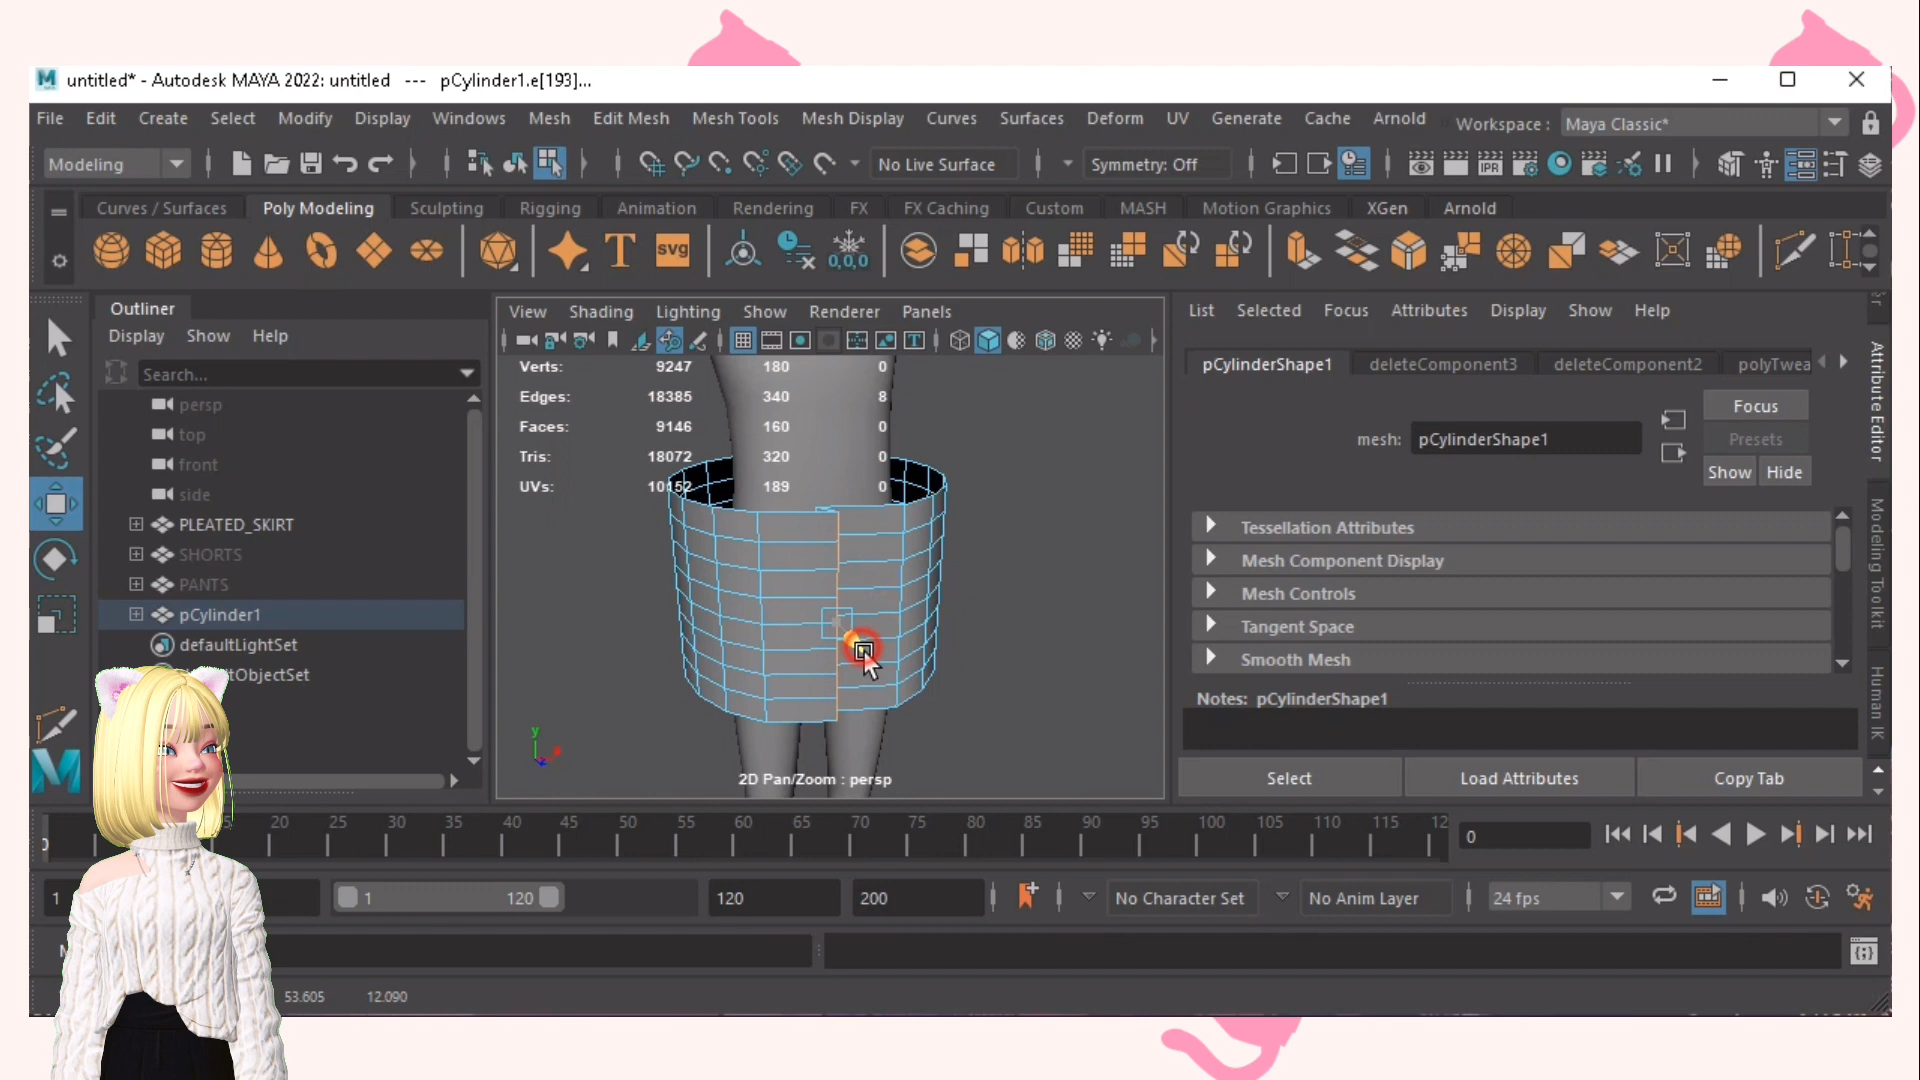 untitled* - Autodesk MAYA 2022: untitled --- pCylinder1.e[193]...
File Edit Create Select Modify Display Windows Mesh Edit Mesh Mesh Tools Mesh Display Curves Surfaces Deform UV Generate Cache Arnold Workspace : Maya Classic*
Modeling No Live Surface Symmetry: Off IPR
Curves / Surfaces Poly Modeling Sculpting Rigging Animation Rendering FX FX Caching Custom MASH Motion Graphics XGen Arnold
T SVG 0,0,0
Outliner
Display Show Help
Search...
persp
top
front
side
PLEATED_SKIRT
SHORTS
PANTS
pCylinder1
defaultLightSet
tObjectSet
View Shading Lighting Show Renderer Panels
Verts: 9247 180 0
Edges: 18385 340 8
Faces: 9146 160 0
Tris: 18072 320 0
UVs: 10152 189 0
y
2D Pan/Zoom : persp
List Selected Focus Attributes Display Show Help
pCylinderShape1 deleteComponent3 deleteComponent2 polyTwea
Focus
mesh: pCylinderShape1
Presets
Show Hide
Tessellation Attributes
Mesh Component Display
Mesh Controls
Tangent Space
Smooth Mesh
Notes: pCylinderShape1
Select Load Attributes Copy Tab
Attribute Editor
Modeling Toolkit
Human IK
20 25 30 35 40 45 50 55 60 65 70 75 80 85 90 95 100 105 110 115 12
0
1 1 120 120 200 No Character Set No Anim Layer 24 fps
53.605 12.090